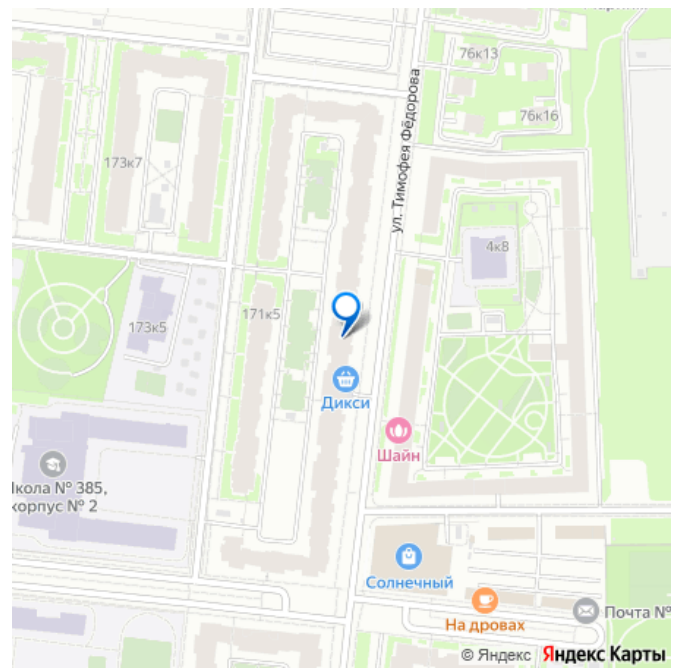 76к13
76к16
ул. Тимофея Фёдорова
173к7
4к8
173к5
171к5
Дикси
Шайн
Школа № 385,
корпус № 2
Солнечный
На дровах
Почта №
© Яндекс Яндекс Карты